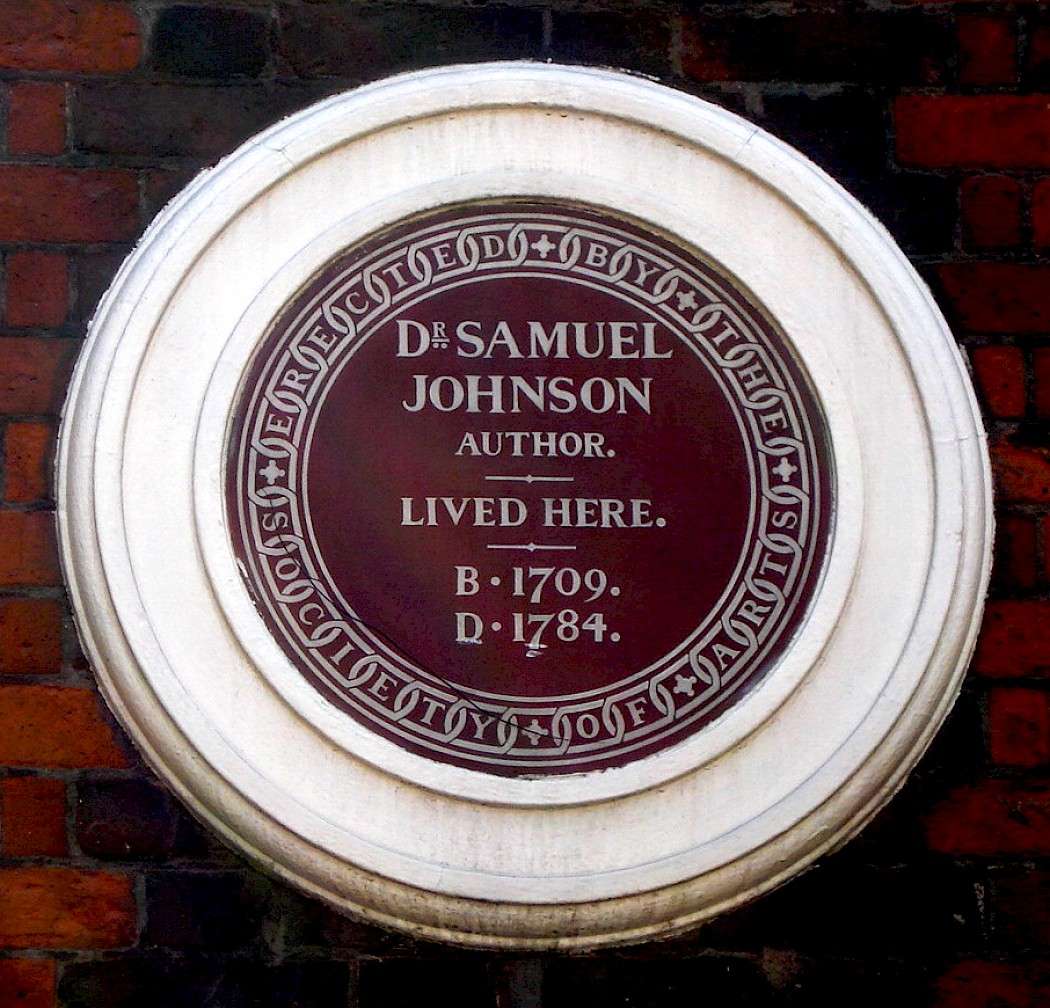 ERECTED BY THE SOCIETY OF ARTS
DR. SAMUEL
JOHNSON
AUTHOR.
LIVED HERE.
B·1709.
D·1784.